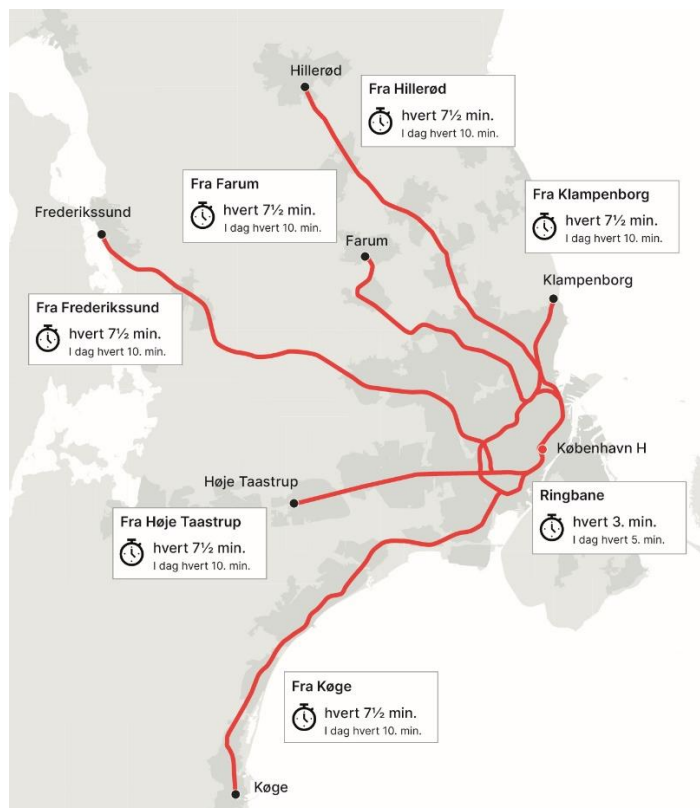 Hillerød
Fra Hillerød
hvert 7½ min.
I dag hvert 10. min.
Fra Farum
hvert 7½ min.
I dag hvert 10. min.
Fra Klampenborg
hvert 7½ min.
I dag hvert 10. min.
Frederikssund
Farum
Klampenborg
Fra Frederikssund
hvert 7½ min.
I dag hvert 10. min.
København H
Høje Taastrup
Ringbane
hvert 3. min.
I dag hvert 5. min.
Fra Høje Taastrup
hvert 7½ min.
I dag hvert 10. min.
Fra Køge
hvert 7½ min.
I dag hvert 10. min.
Køge